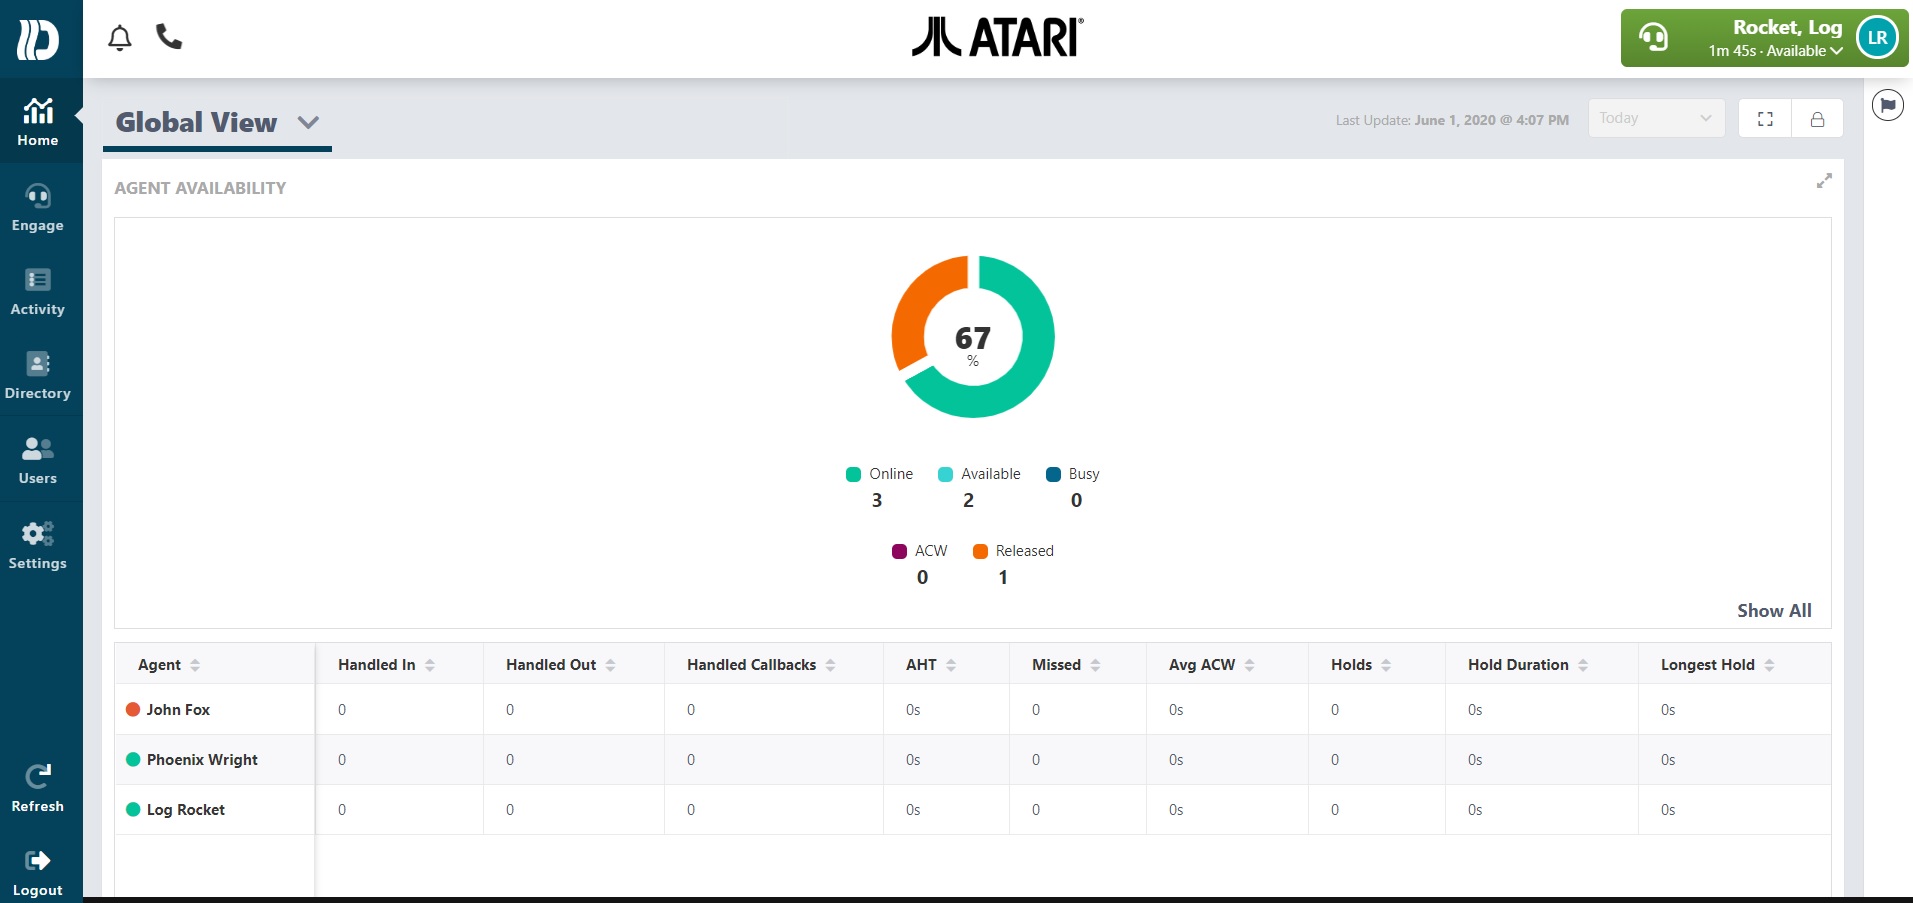 ATARI®
Rocket, Log
1m 45s · Available
LR
Home
Engage
Activity
Directory
Users
Settings
Refresh
Logout
Global View
Last Update: June 1, 2020 @ 4:07 PM
Today
AGENT AVAILABILITY
67
%
Online Available Busy
3 2 0
ACW Released
0 1
Show All
Agent Handled In Handled Out Handled Callbacks AHT Missed Avg ACW Holds Hold Duration Longest Hold
John Fox 0 0 0 0s 0 0s 0 0s 0s
Phoenix Wright 0 0 0 0s 0 0s 0 0s 0s
Log Rocket 0 0 0 0s 0 0s 0 0s 0s